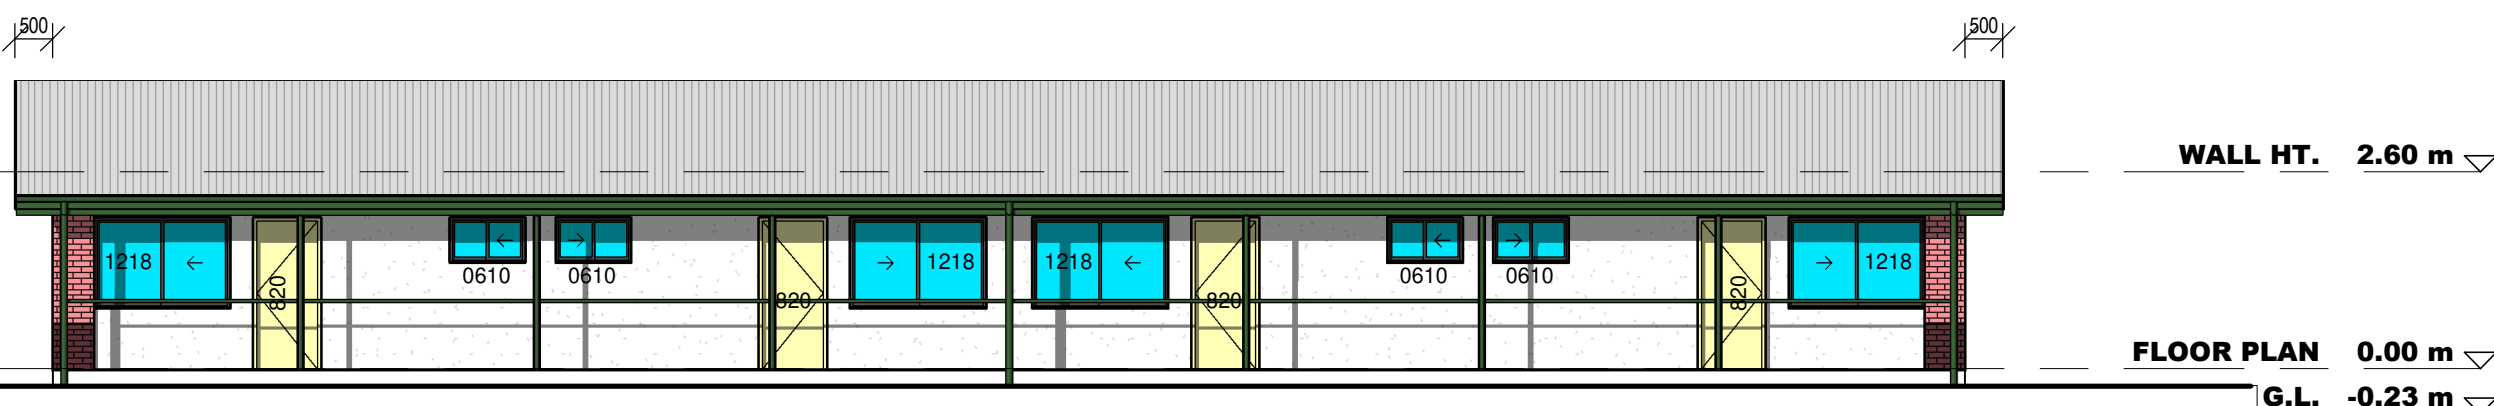 500 500
WALL HT. 2.60 m
1218 820 0610 0610 820 1218 1218 820 0610 0610 820 1218
FLOOR PLAN 0.00 m
G.L. -0.23 m